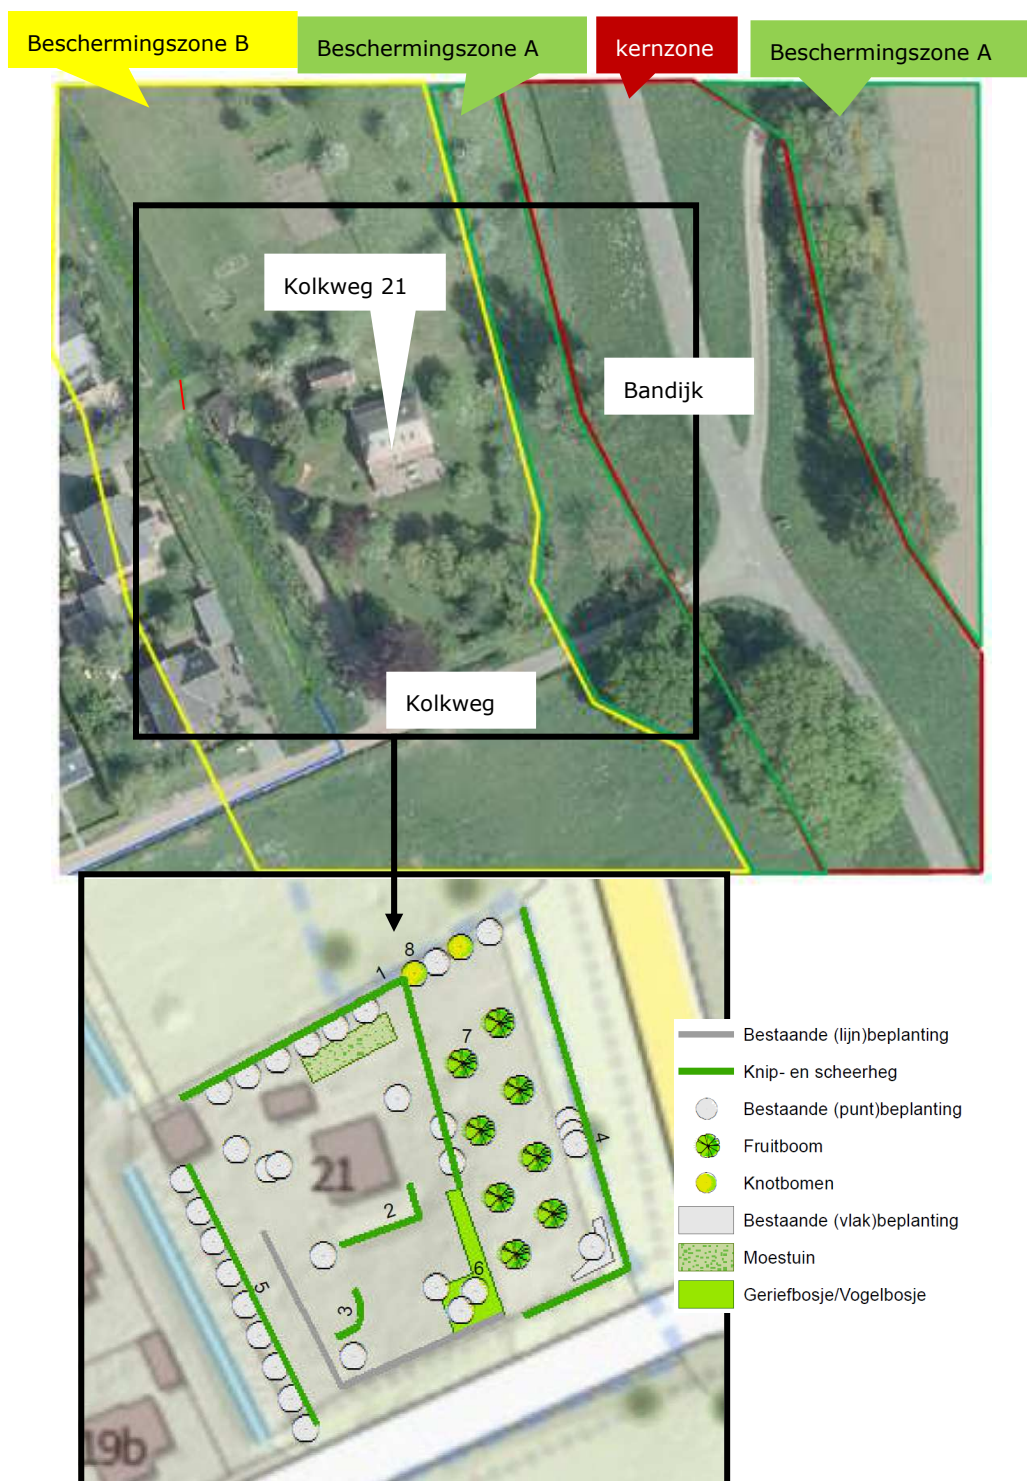 Beschermingszone B
Beschermingszone A
kernzone
Beschermingszone A
Kolkweg 21
Bandijk
Kolkweg
8
1
7
4
21
2
5
6
3
19b
Bestaande (lijn)beplanting
Knip- en scheerheg
Bestaande (punt)beplanting
Fruitboom
Knotbomen
Bestaande (vlak)beplanting
Moestuin
Geriefbosje/Vogelbosje